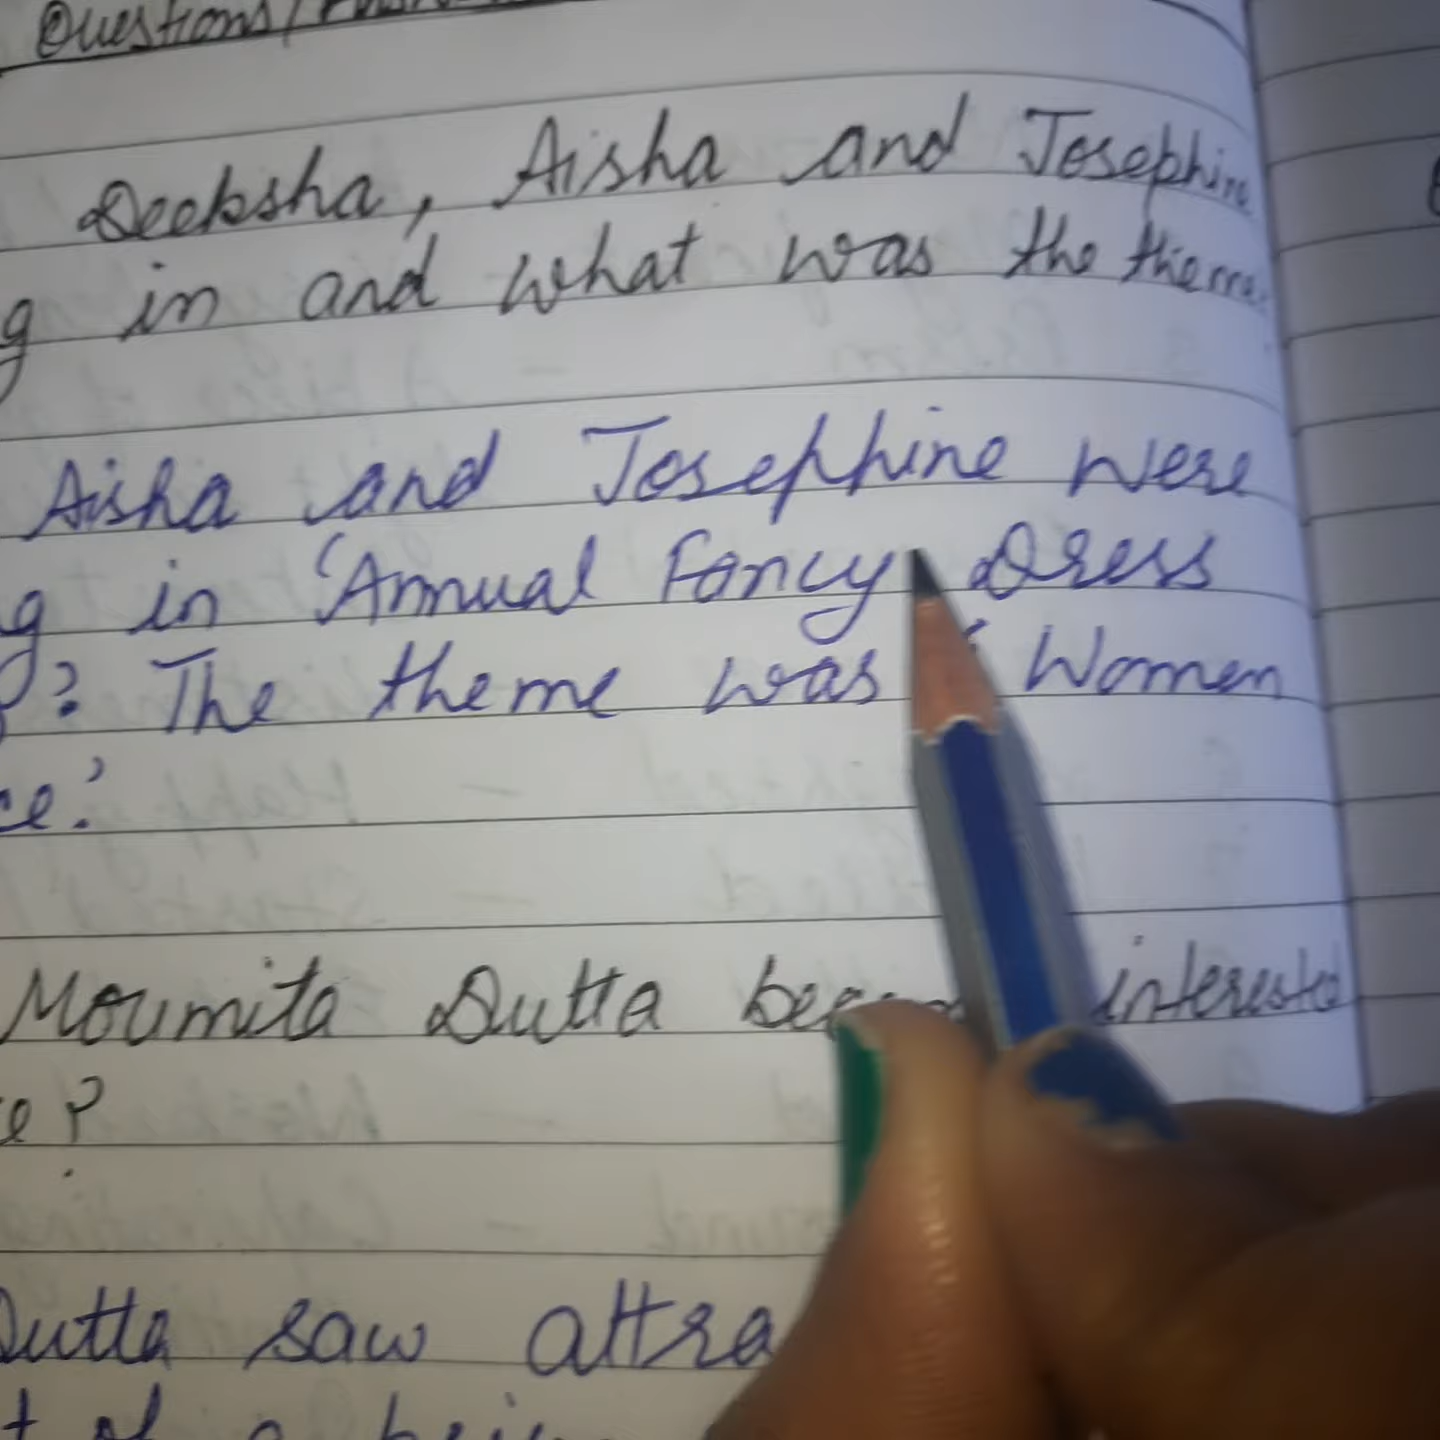 Questions/
Deeksha, Aisha and Josephine
g in and what was the theme
Aisha and Josephine were
g in 'Annual Fancy Dress
? The theme was ' Women
ce'.
Moumita Dutta interested
e?
Dutta saw attra
t of a